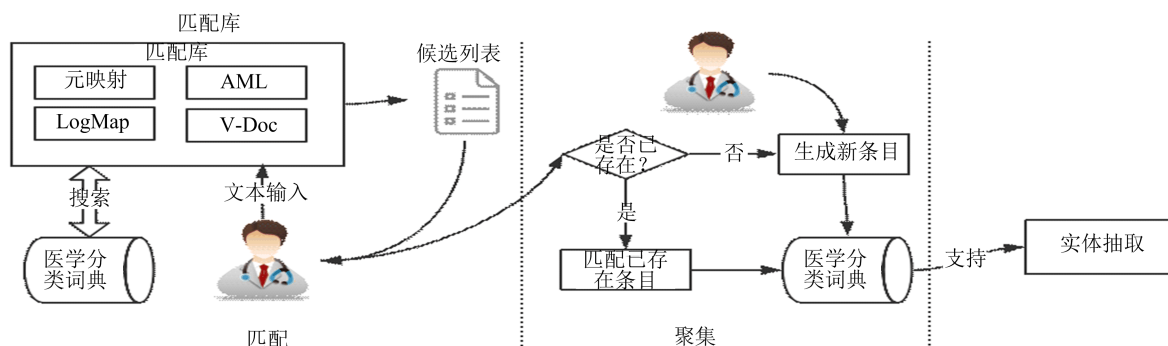 匹配库
匹配库
元映射
AML
LogMap
V-Doc
候选列表
搜索
文本输入
医学分
类词典
匹配
是否已
存在？
否
生成新条目
是
匹配已存
在条目
医学分
类词典
聚集
支持
实体抽取